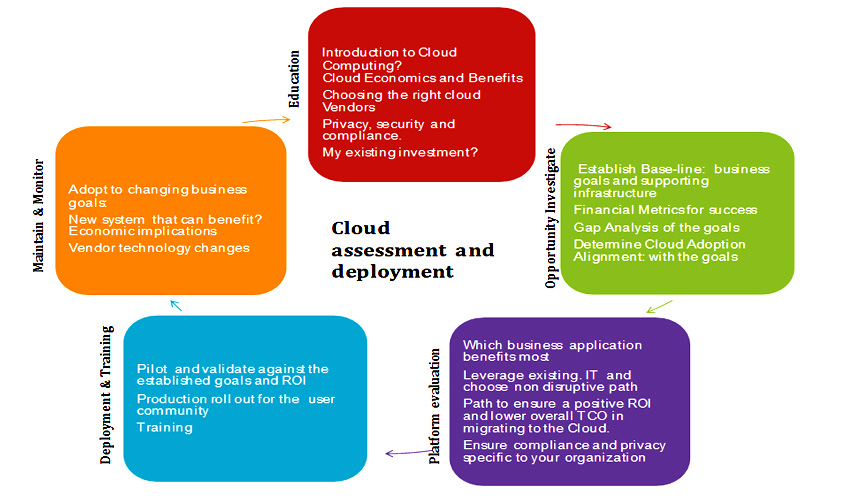 Education
Introduction to Cloud
Computing?
Cloud Economics and Benefits
Choosing the right cloud
Vendors
Privacy, security and
compliance.
My existing investment?
Opportunity Investigate
Establish Base-line: business
goals and supporting
infrastructure
Financial Metrics for success
Gap Analysis of the goals
Determine Cloud Adoption
Alignment: with the goals
Platform evaluation
Which business application
benefits most
Leverage existing. IT and
choose non disruptive path
Path to ensure a positive ROI
and lower overall TCO in
migrating to the Cloud.
Ensure compliance and privacy
specific to your organization
Deployment & Training
Pilot and validate against the
established goals and ROI
Production roll out for the user
community
Training
Maintain & Monitor
Adopt to changing business
goals:
New system that can benefit?
Economic implications
Vendor technology changes
Cloud
assessment and
deployment